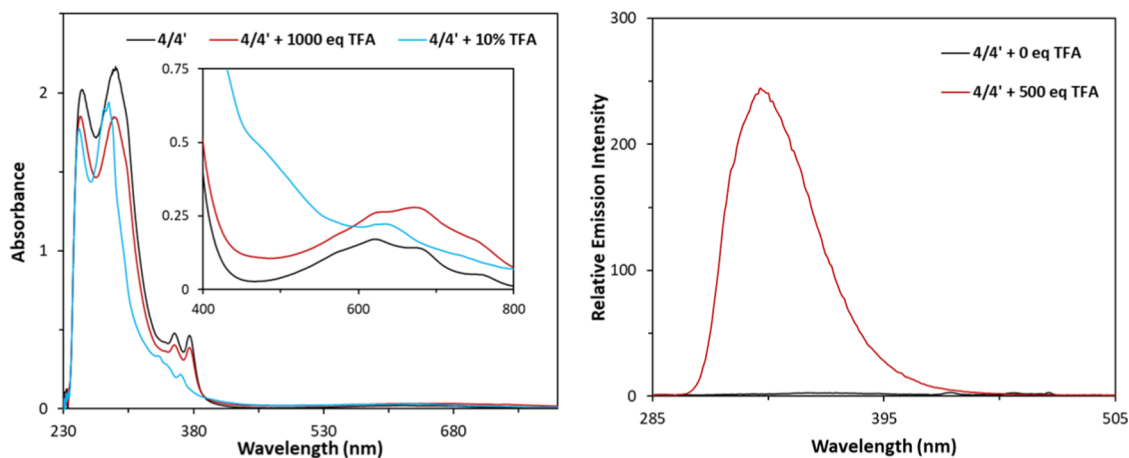 4/4' 4/4' + 1000 eq TFA 4/4' + 10% TFA
Absorbance
2
1
0
230 380 530 680
Wavelength (nm)
0.75
0.5
0.25
0
400 600 800
Relative Emission Intensity
300
200
100
0
285 395 505
Wavelength (nm)
4/4' + 0 eq TFA
4/4' + 500 eq TFA